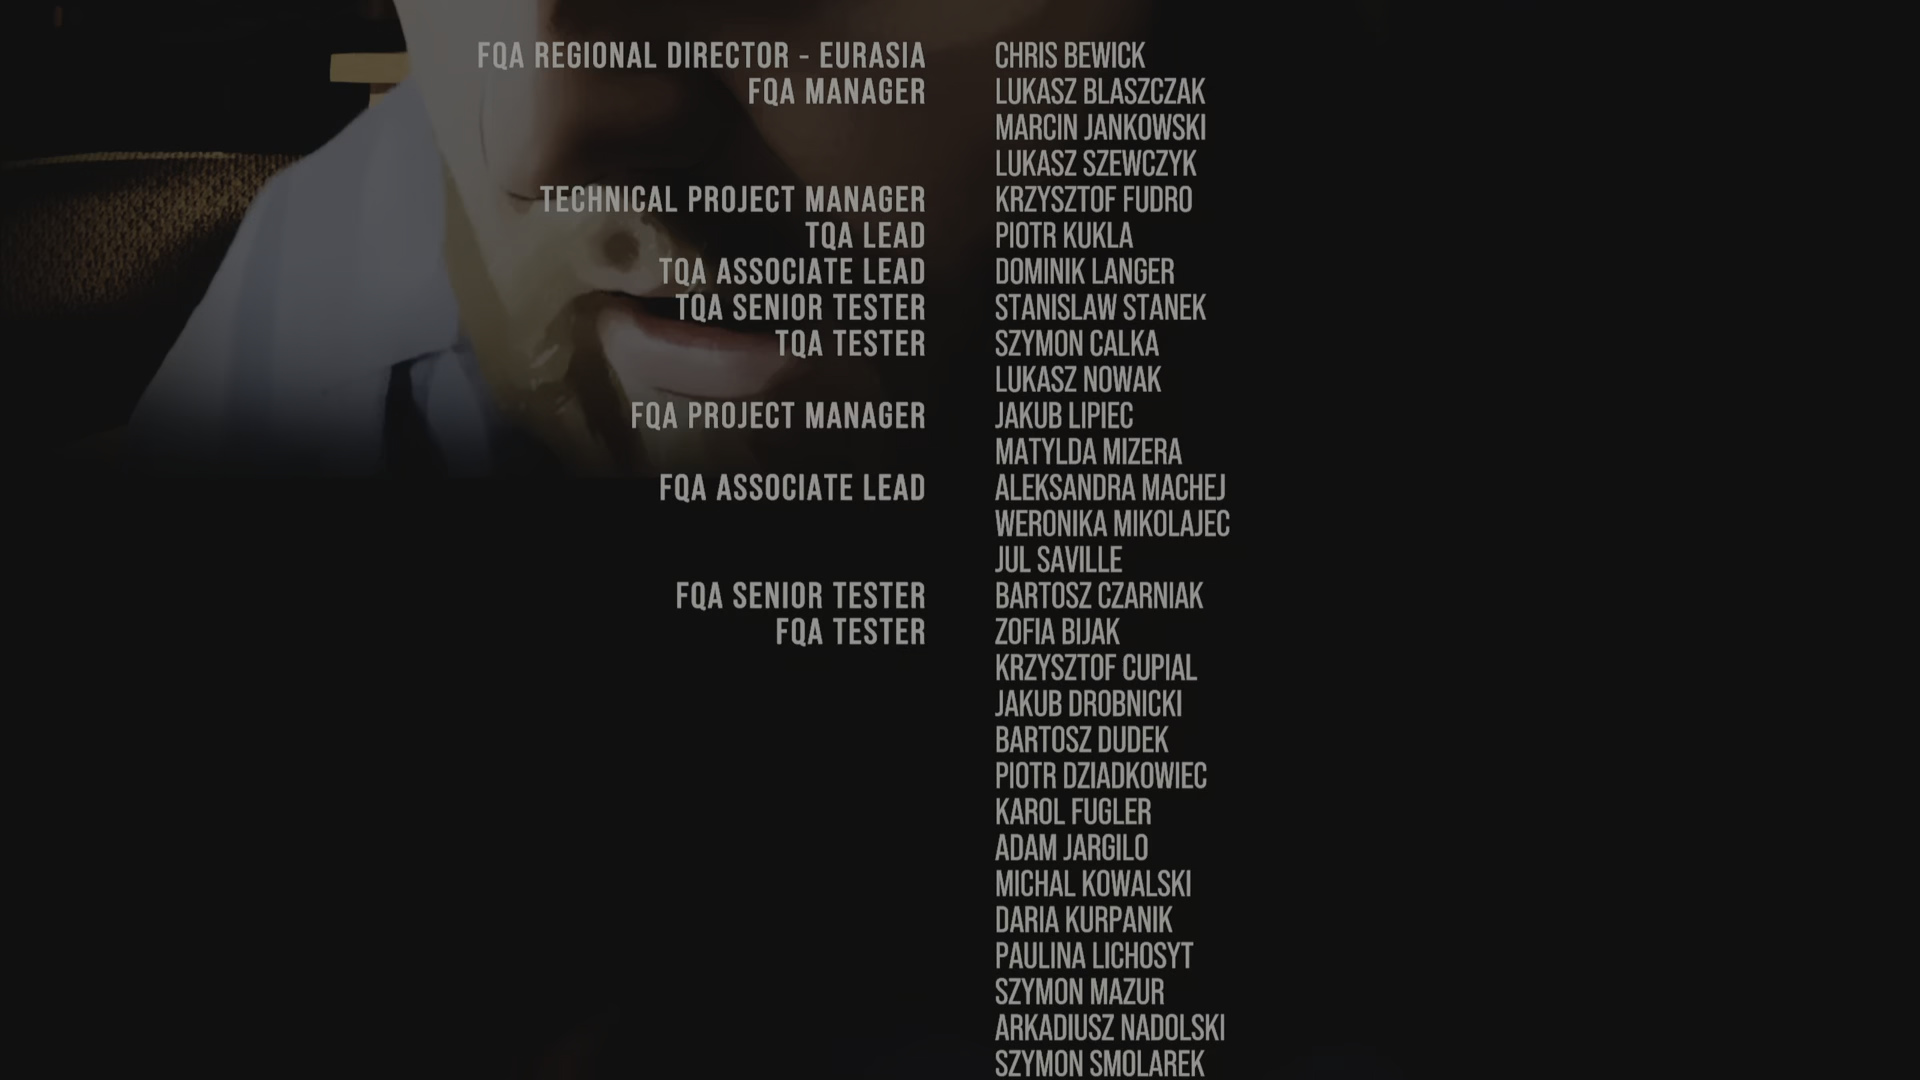 FQA REGIONAL DIRECTOR - EURASIA CHRIS BEWICK
FQA MANAGER LUKASZ BLASZCZAK
MARCIN JANKOWSKI
LUKASZ SZEWCZYK
TECHNICAL PROJECT MANAGER KRZYSZTOF FUDRO
TQA LEAD PIOTR KUKLA
TQA ASSOCIATE LEAD DOMINIK LANGER
TQA SENIOR TESTER STANISLAW STANEK
TQA TESTER SZYMON CALKA
LUKASZ NOWAK
FQA PROJECT MANAGER JAKUB LIPIEC
MATYLDA MIZERA
FQA ASSOCIATE LEAD ALEKSANDRA MACHEJ
WERONIKA MIKOLAJEC
JUL SAVILLE
FQA SENIOR TESTER BARTOSZ CZARNIAK
FQA TESTER ZOFIA BIJAK
KRZYSZTOF CUPIAL
JAKUB DROBNICKI
BARTOSZ DUDEK
PIOTR DZIADKOWIEC
KAROL FUGLER
ADAM JARGILO
MICHAL KOWALSKI
DARIA KURPANIK
PAULINA LICHOSYT
SZYMON MAZUR
ARKADIUSZ NADOLSKI
SZYMON SMOLAREK